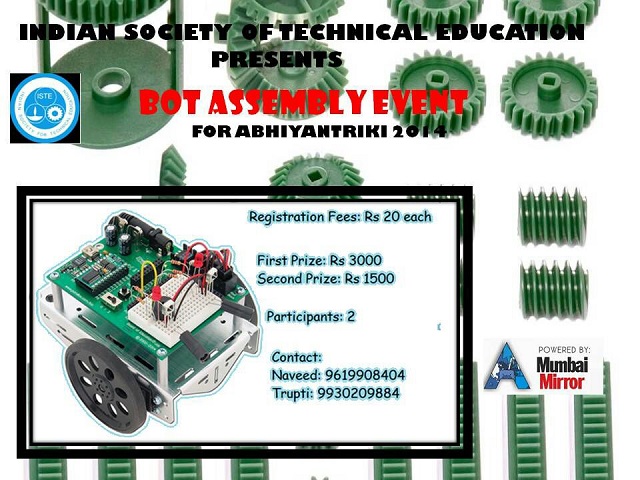 INDIAN SOCIETY OF TECHNICAL EDUCATION
PRESENTS
BOT ASSEMBLY EVENT
FOR ABHIYANTRIKI 2014
ISTE
Registration Fees: Rs 20 each
First Prize: Rs 3000
Second Prize: Rs 1500
Participants: 2
Contact:
Naveed: 9619908404
Trupti: 9930209884
POWERED BY:
Mumbai
Mirror